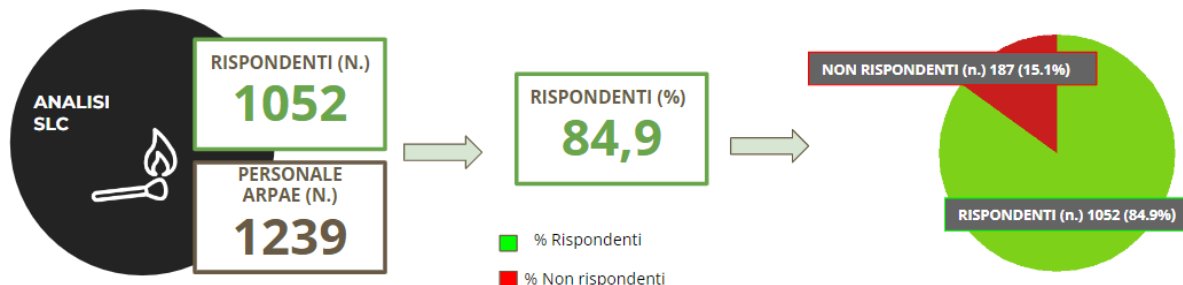 ANALISI
SLC
RISPONDENTI (N.)
1052
PERSONALE
ARPAE (N.)
1239
RISPONDENTI (%)
84,9
% Rispondenti
% Non rispondenti
NON RISPONDENTI (n.) 187 (15.1%)
RISPONDENTI (n.) 1052 (84.9%)